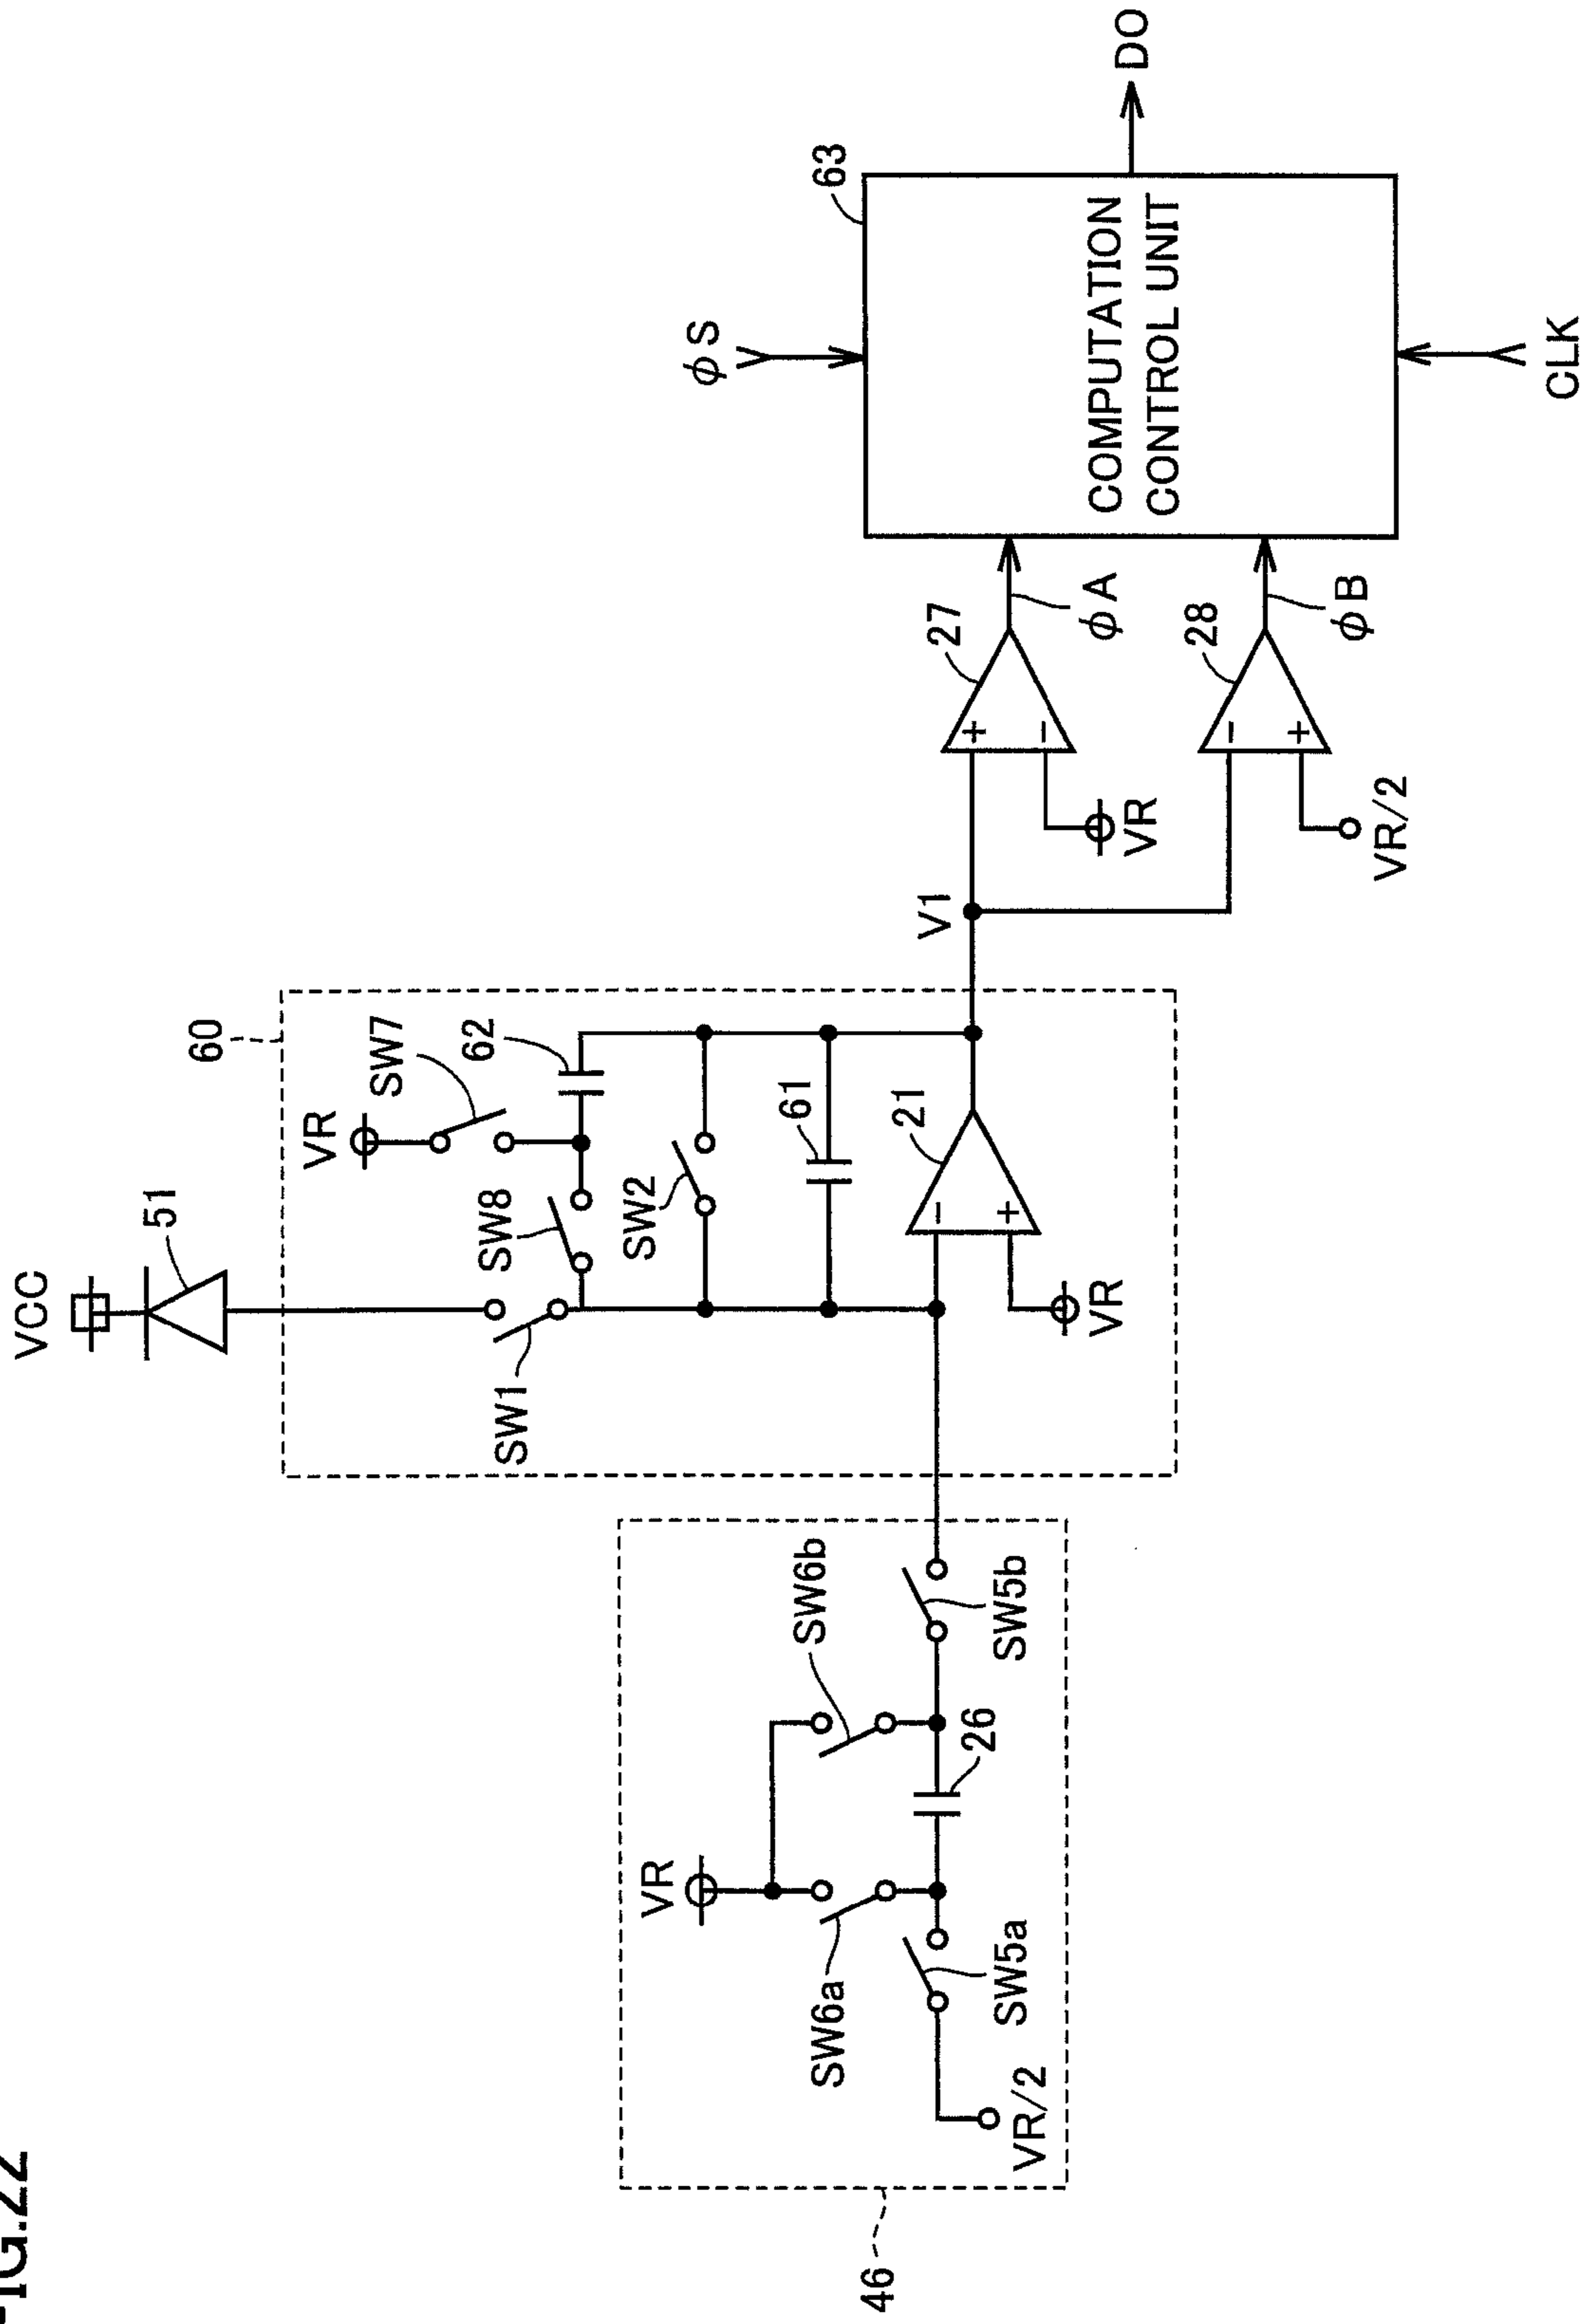 FIG.22
VCC
51
60
VR
SW7
62
SW8
SW1
SW2
61
21
VR
V1
27
VR
φA
28
VR/2
φB
φS
63
COMPUTATION
CONTROL UNIT
DO
CLK
46
VR
SW6b
SW6a
26
SW5a
SW5b
VR/2
+
−
−
+
−
+